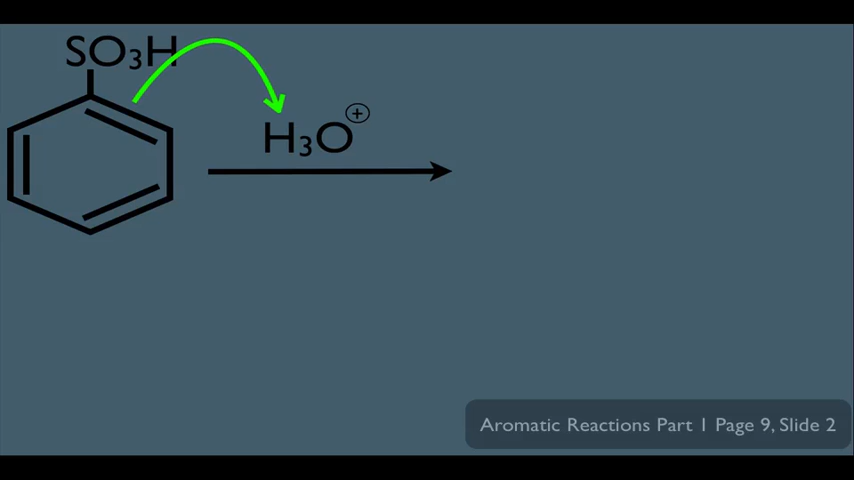 SO₃H
H₃O⊕
Aromatic Reactions Part 1 Page 9, Slide 2